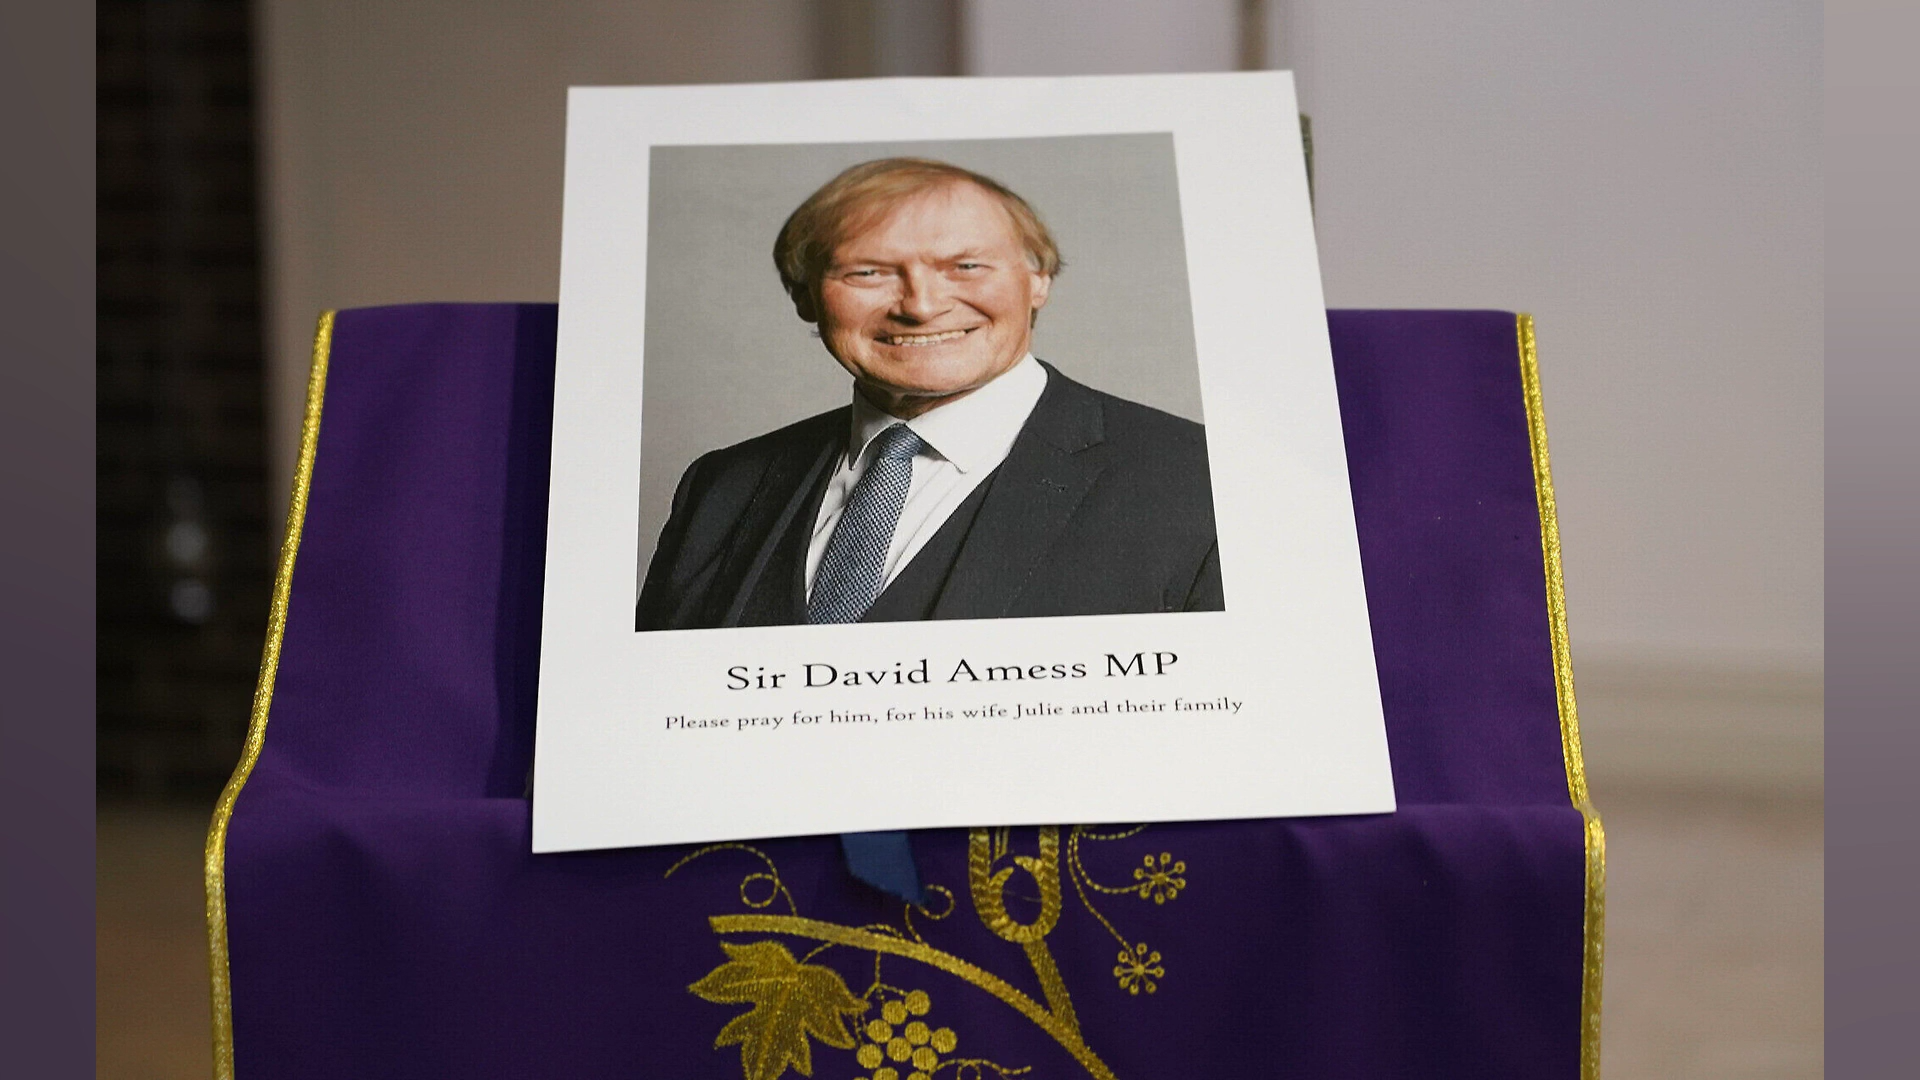 Sir David Amess MP
Please pray for him, for his wife Julie and their family